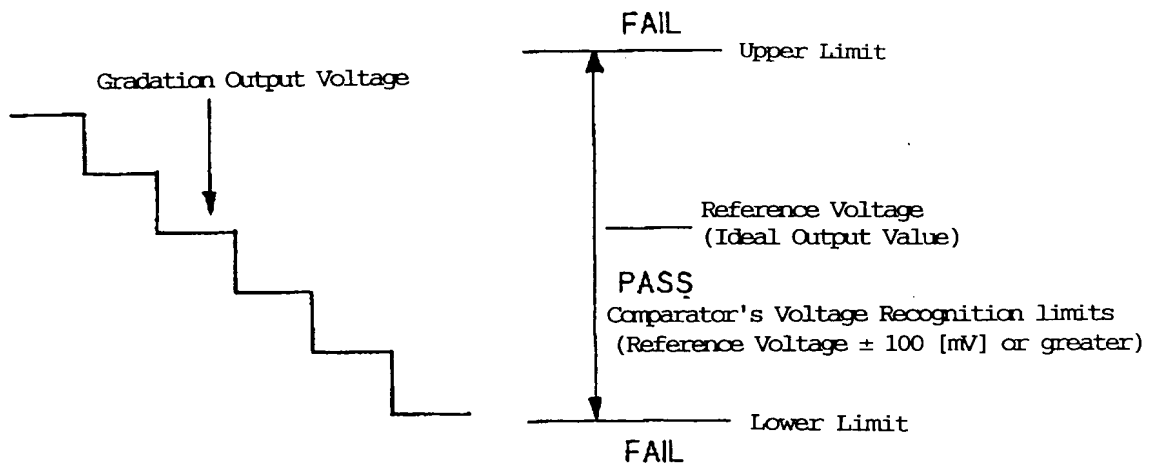 FAIL
Upper Limit
Gradation Output Voltage
Reference Voltage
(Ideal Output Value)
PASS
Comparator's Voltage Recognition limits
(Reference Voltage ± 100 [mV] or greater)
Lower Limit
FAIL